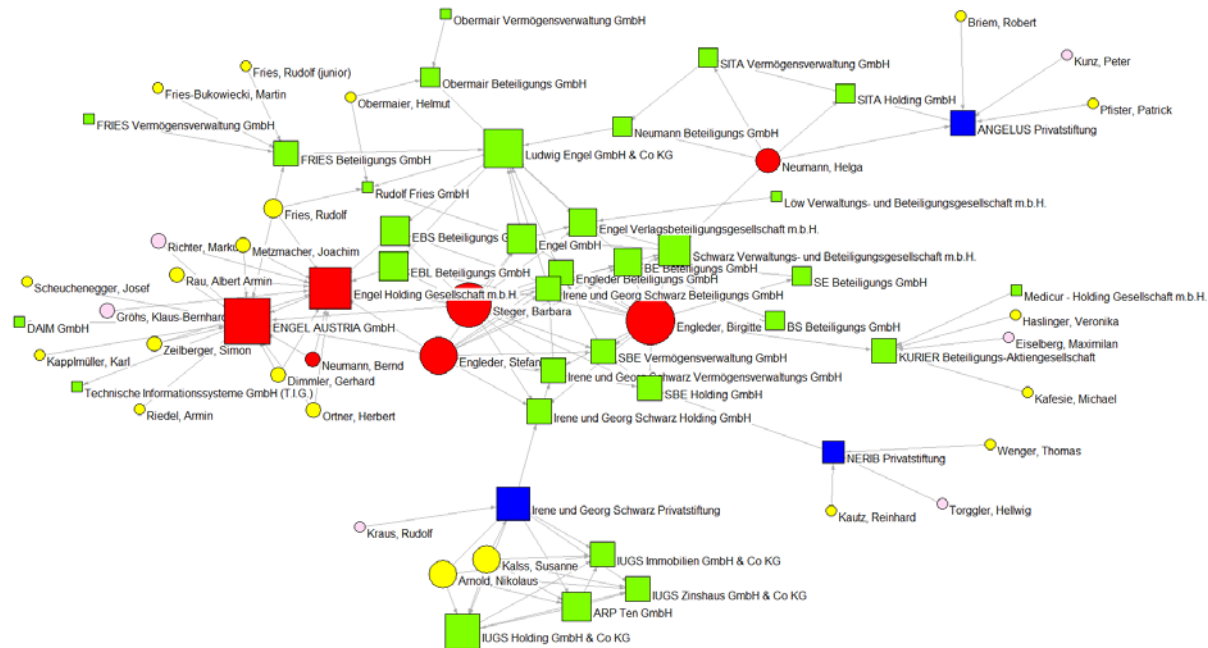 Obermair Vermögensverwaltung GmbH
Briem, Robert
SITA Vermögensverwaltung GmbH
Kunz, Peter
Fries, Rudolf (junior)
Obermair Beteiligungs GmbH
Fries-Bukowiecki, Martin
SITA Holding GmbH
Obermaier, Helmut
Pfister, Patrick
FRIES Vermögensverwaltung GmbH
Neumann Beteiligungs GmbH
ANGELUS Privatstiftung
Ludwig Engel GmbH & Co KG
FRIES Beteiligungs GmbH
Neumann, Helga
Rudolf Fries GmbH
Löw Verwaltungs- und Beteiligungsgesellschaft m.b.H.
Fries, Rudolf
Engel Verlagsbeteiligungsgesellschaft m.b.H.
EBS Beteiligungs G
Engel GmbH
Richter, Marku
Metzmacher, Joachim
Schwarz Verwaltungs- und Beteiligungsgesellschaft m.b.H.
BE Beteiligungs GmbH
EBL Beteiligungs GmbH
Engleder Beteiligungs GmbH
Rau, Albert Armin
SE Beteiligungs GmbH
Scheuchenegger, Josef
Engel Holding Gesellschaft m.b.H.
Irene und Georg Schwarz Beteiligungs GmbH
Medicur - Holding Gesellschaft m.b.H.
Steger, Barbara
Gröhs, Klaus-Bernhard
DAIM GmbH
ENGEL AUSTRIA GmbH
Engleder, Birgitte
BS Beteiligungs GmbH
Haslinger, Veronika
Eiselberg, Maximilan
Zeilberger, Simon
Kapplmüller, Karl
Neumann, Bernd
Engleder, Stefan
SBE Vermögensverwaltung GmbH
KURIER Beteiligungs-Aktiengesellschaft
Dimmler, Gerhard
Irene und Georg Schwarz Vermögensverwaltung GmbH
Technische Informationssysteme GmbH (T.I.G.)
SBE Holding GmbH
Kafesie, Michael
Riedel, Armin
Ortner, Herbert
Irene und Georg Schwarz Holding GmbH
Wenger, Thomas
NERIB Privatstiftung
Irene und Georg Schwarz Privatstiftung
Torggler, Hellwig
Kautz, Reinhard
Kraus, Rudolf
IUGS Immobilien GmbH & Co KG
Kalss, Susanne
Arnold, Nikolaus
IUGS Zinshaus GmbH & Co KG
ARP Ten GmbH
IUGS Holding GmbH & Co KG